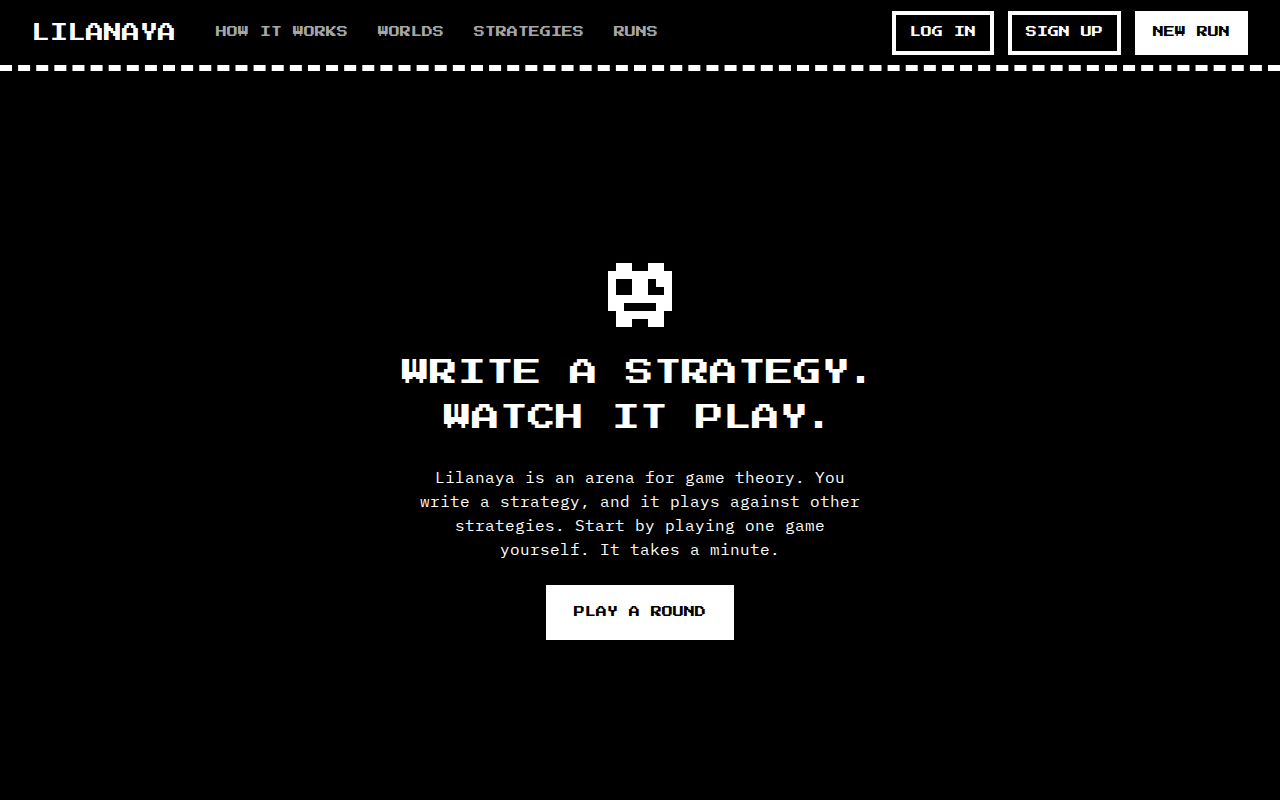 LILANAYA HOW IT WORKS WORLDS STRATEGIES RUNS LOG IN SIGN UP NEW RUN
WRITE A STRATEGY.
WATCH IT PLAY.
Lilanaya is an arena for game theory. You
write a strategy, and it plays against other
strategies. Start by playing one game
yourself. It takes a minute.
PLAY A ROUND